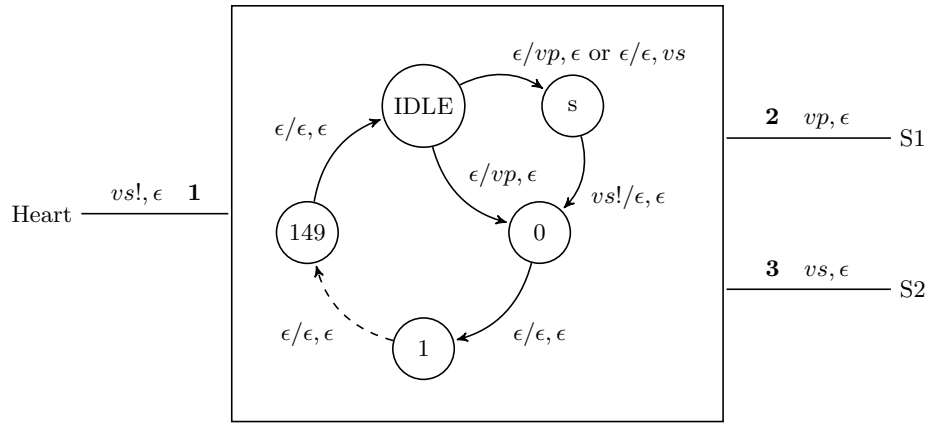 ϵ/vp, ϵ or ϵ/ϵ, vs
IDLE
s
ϵ/ϵ, ϵ
2 vp, ϵ
S1
ϵ/vp, ϵ
vs!, ϵ 1
vs!/ϵ, ϵ
Heart
149
0
3 vs, ϵ
S2
ϵ/ϵ, ϵ
ϵ/ϵ, ϵ
1